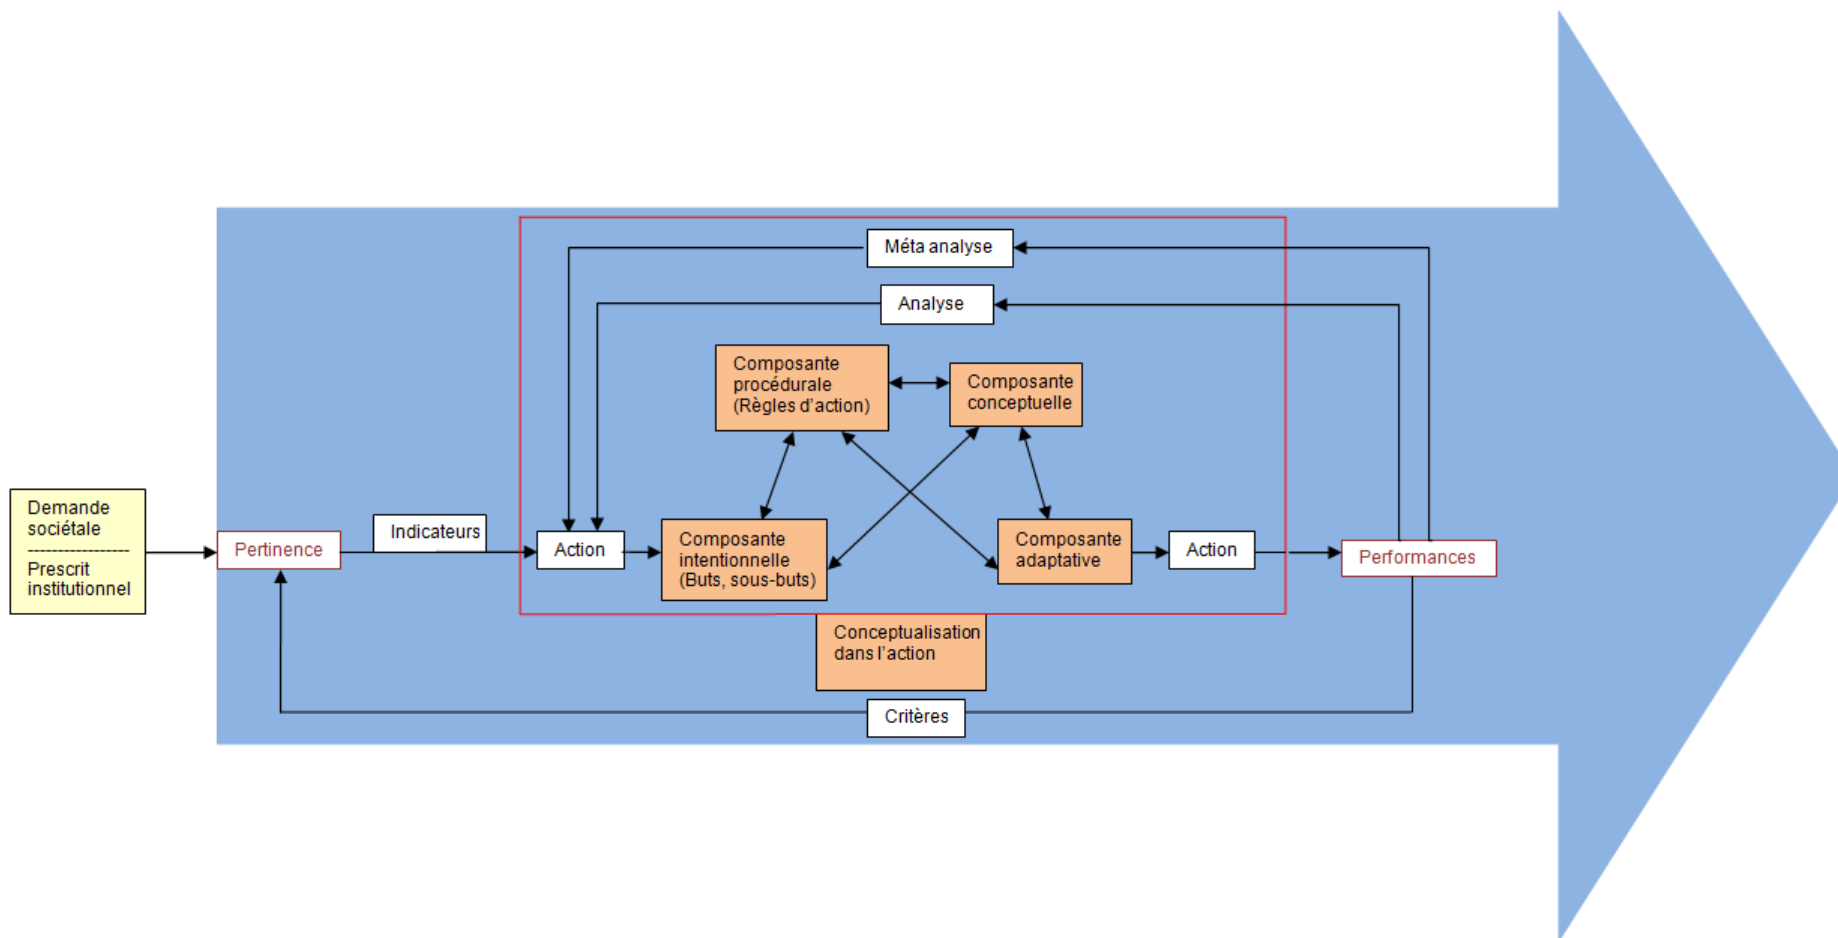 Méta analyse
Analyse
Composante
procédurale
(Règles d'action)
Composante
conceptuelle
Demande
sociétale
-----------------
Prescrit
institutionnel
Pertinence
Indicateurs
Action
Composante
intentionnelle
(Buts, sous-buts)
Composante
adaptative
Action
Performances
Conceptualisation
dans l'action
Critères